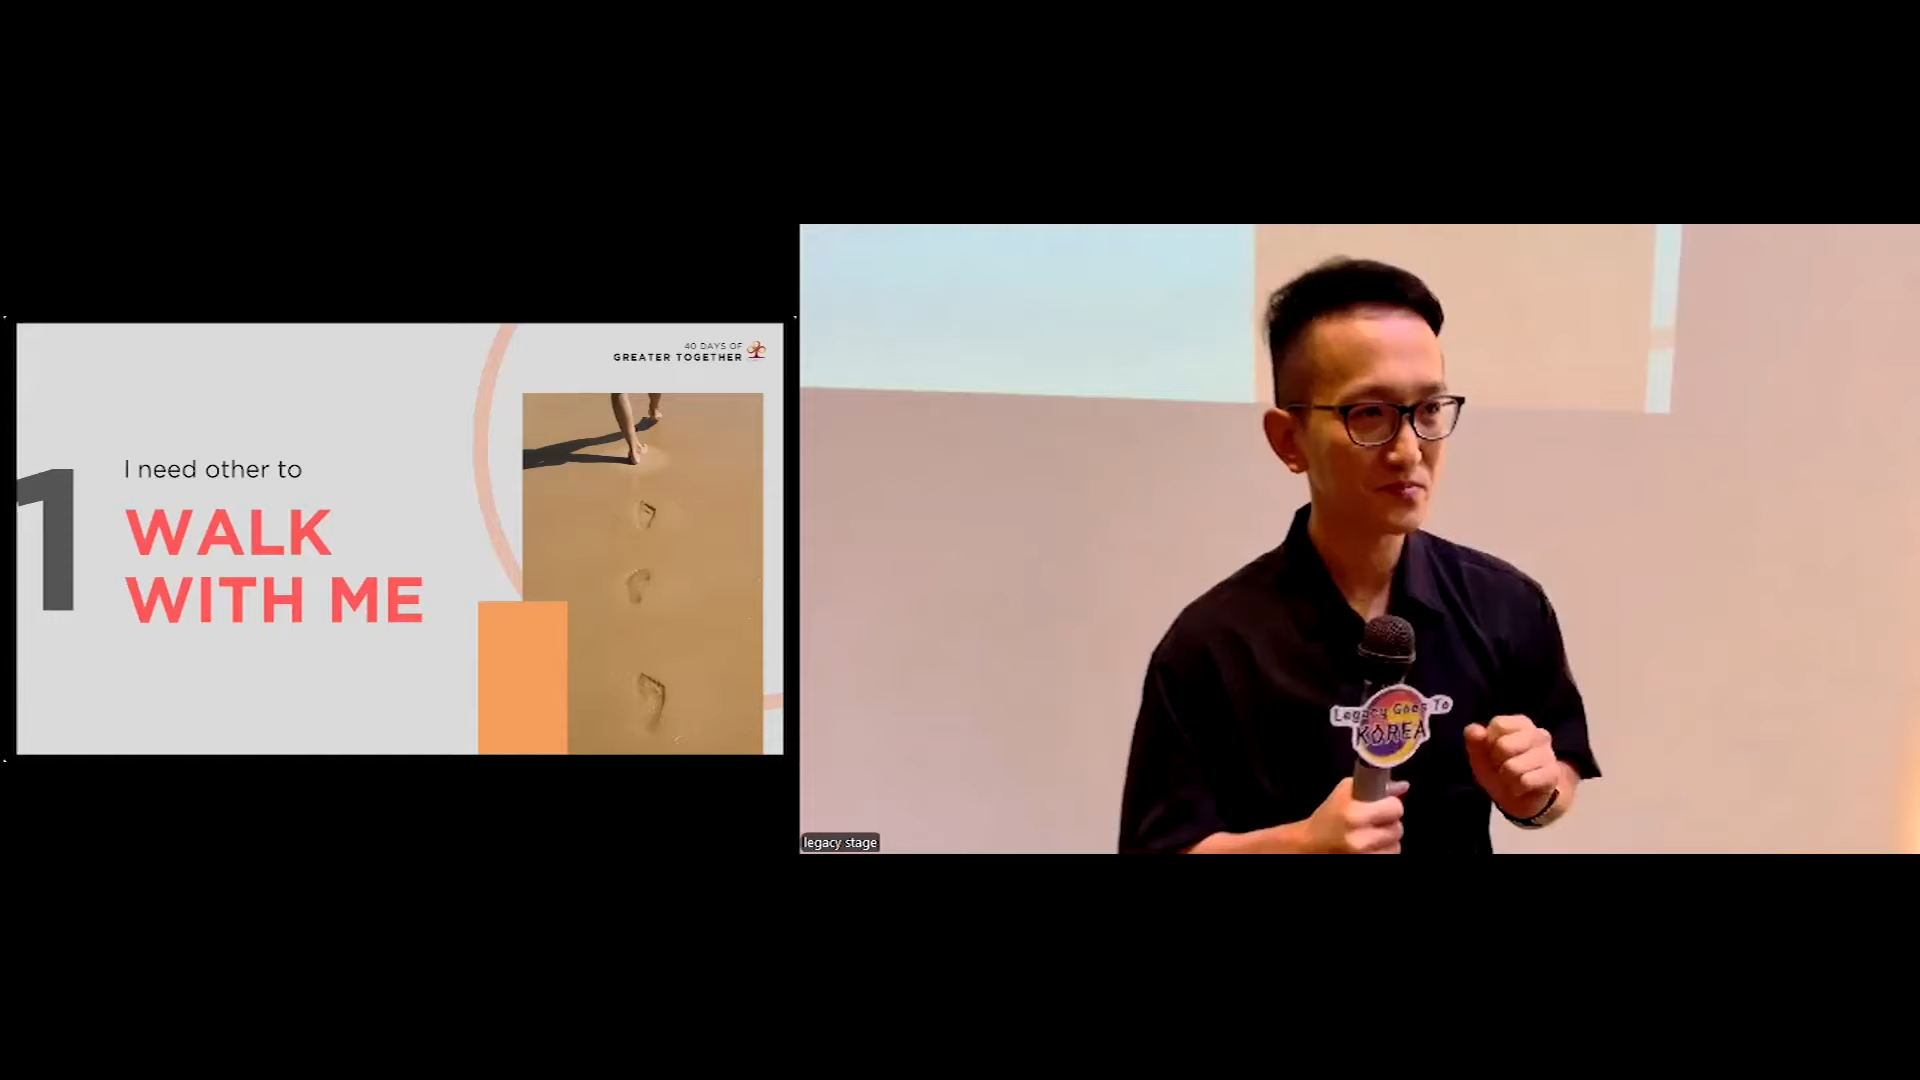 40 DAYS OF
GREATER TOGETHER
1
I need other to
WALK
WITH ME
Legacy Goes To
KOREA
legacy stage